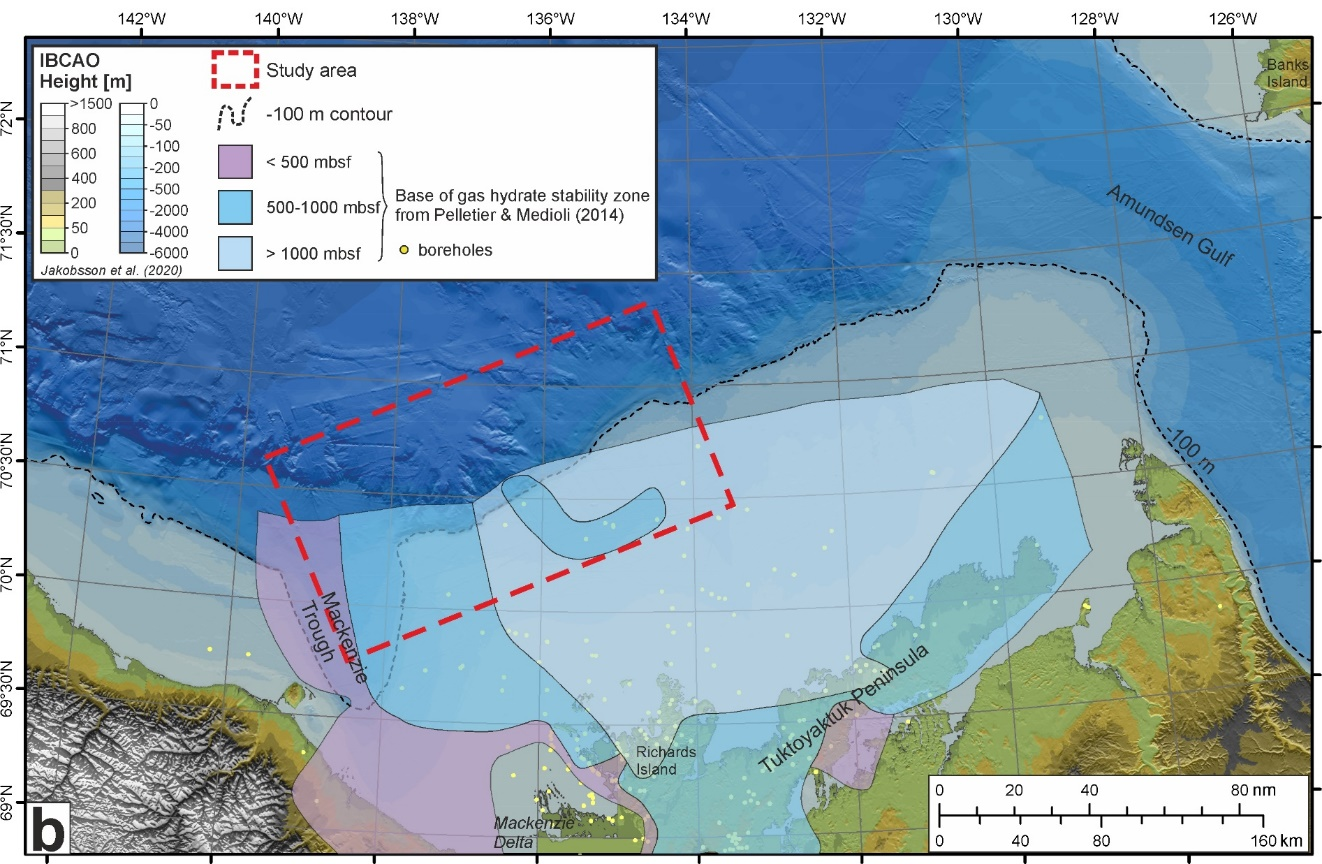 142°W 140°W 138°W 136°W 134°W 132°W 130°W 128°W 126°W
IBCAO
Height [m]
>1500
800
600
400
200
50
0
0
-50
-100
-200
-500
-2000
-4000
-6000
Jakobsson et al. (2020)
Study area
-100 m contour
< 500 mbsf
500-1000 mbsf
> 1000 mbsf
Base of gas hydrate stability zone
from Pelletier & Medioli (2014)
boreholes
Banks
Island
Amundsen Gulf
-100 m
Mackenzie
Trough
Tuktoyaktuk Peninsula
Richards
Island
Mackenzie
Delta
72°N
71°30'N
71°N
70°30'N
70°N
69°30'N
69°N
b
0 20 40 80 nm
0 40 80 160 km